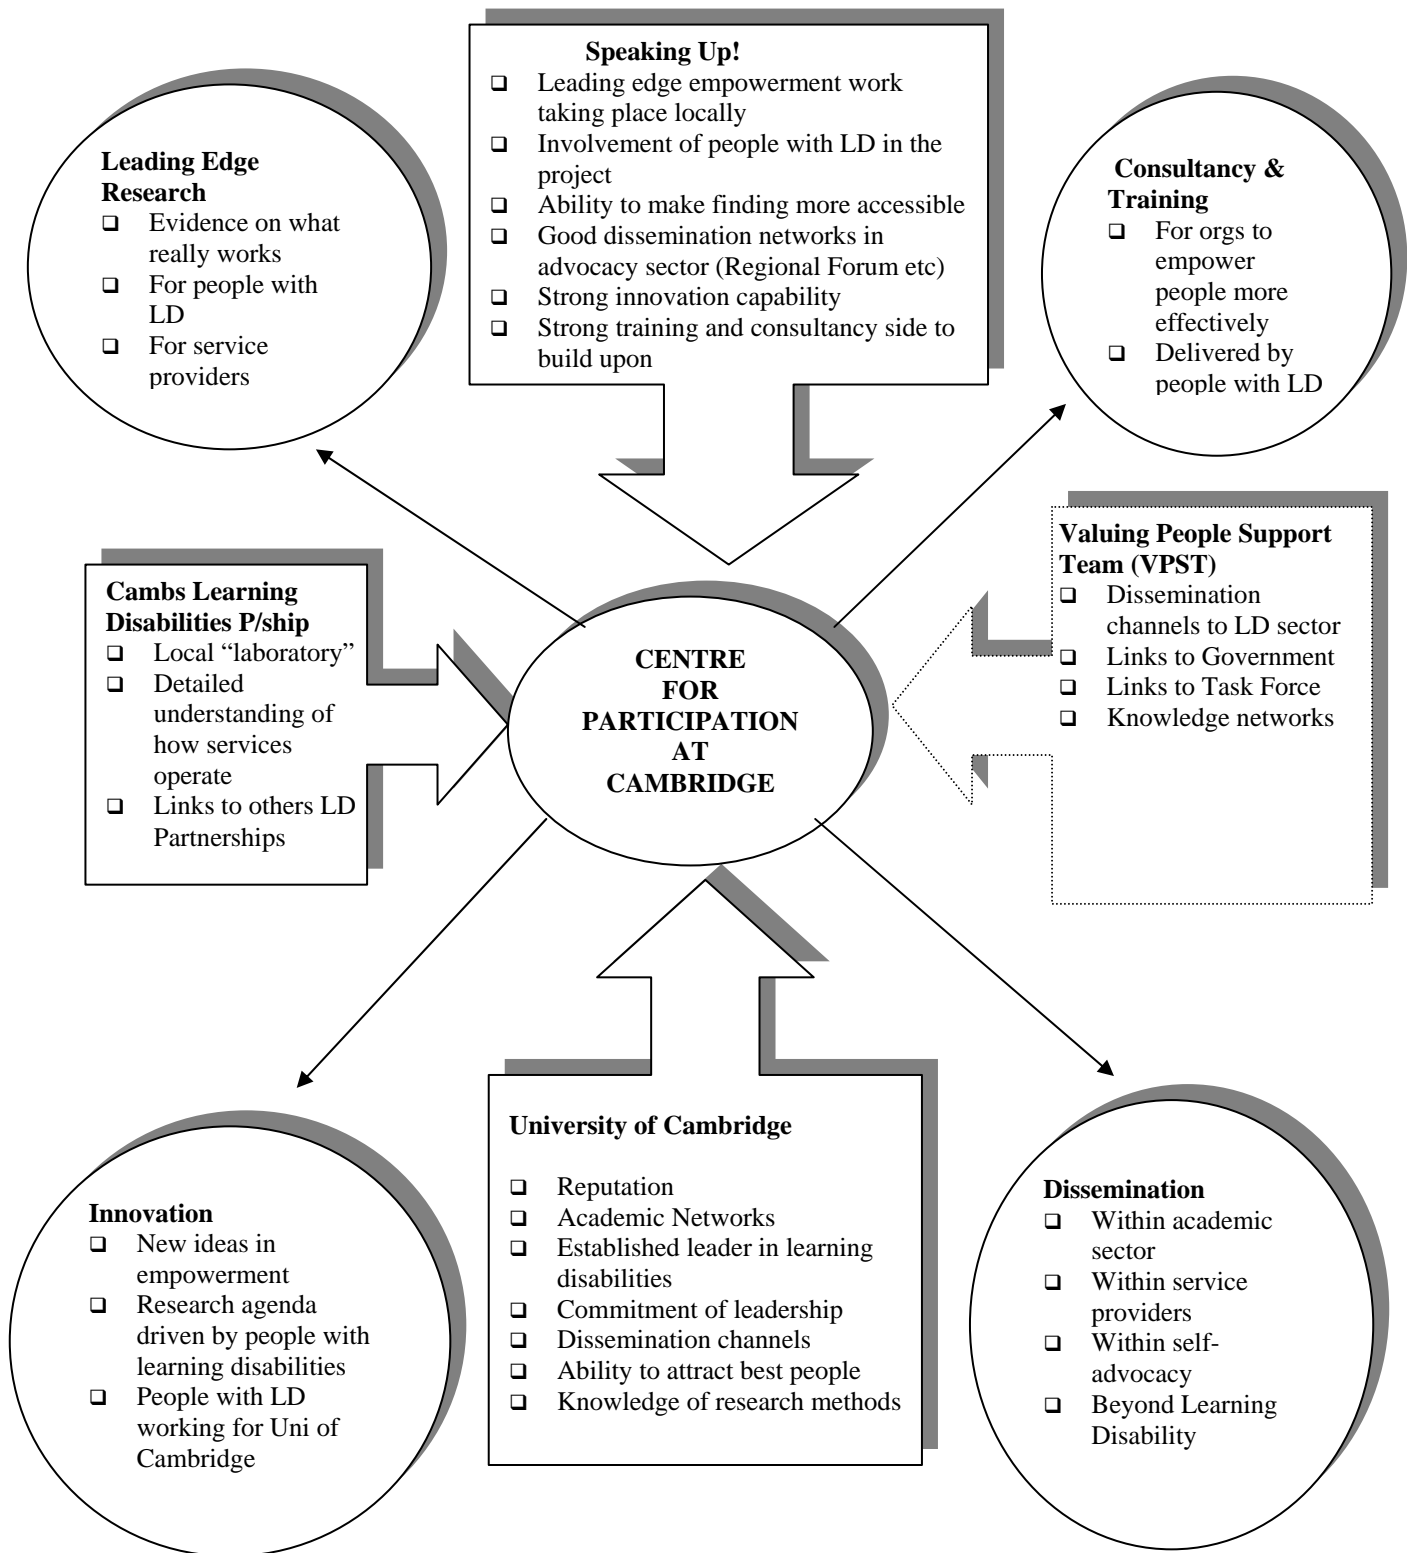 Speaking Up!
❑ Leading edge empowerment work
taking place locally
❑ Involvement of people with LD in the
project
❑ Ability to make finding more accessible
❑ Good dissemination networks in
advocacy sector (Regional Forum etc)
❑ Strong innovation capability
❑ Strong training and consultancy side to
build upon
Leading Edge
Research
❑ Evidence on what
really works
❑ For people with
LD
❑ For service
providers
Consultancy &
Training
❑ For orgs to
empower
people more
effectively
❑ Delivered by
people with LD
Cambs Learning
Disabilities P/ship
❑ Local “laboratory”
❑ Detailed
understanding of
how services
operate
❑ Links to others LD
Partnerships
CENTRE
FOR
PARTICIPATION
AT
CAMBRIDGE
Valuing People Support
Team (VPST)
❑ Dissemination
channels to LD sector
❑ Links to Government
❑ Links to Task Force
❑ Knowledge networks
Innovation
❑ New ideas in
empowerment
❑ Research agenda
driven by people with
learning disabilities
❑ People with LD
working for Uni of
Cambridge
University of Cambridge
❑ Reputation
❑ Academic Networks
❑ Established leader in learning
disabilities
❑ Commitment of leadership
❑ Dissemination channels
❑ Ability to attract best people
❑ Knowledge of research methods
Dissemination
❑ Within academic
sector
❑ Within service
providers
❑ Within self-
advocacy
❑ Beyond Learning
Disability